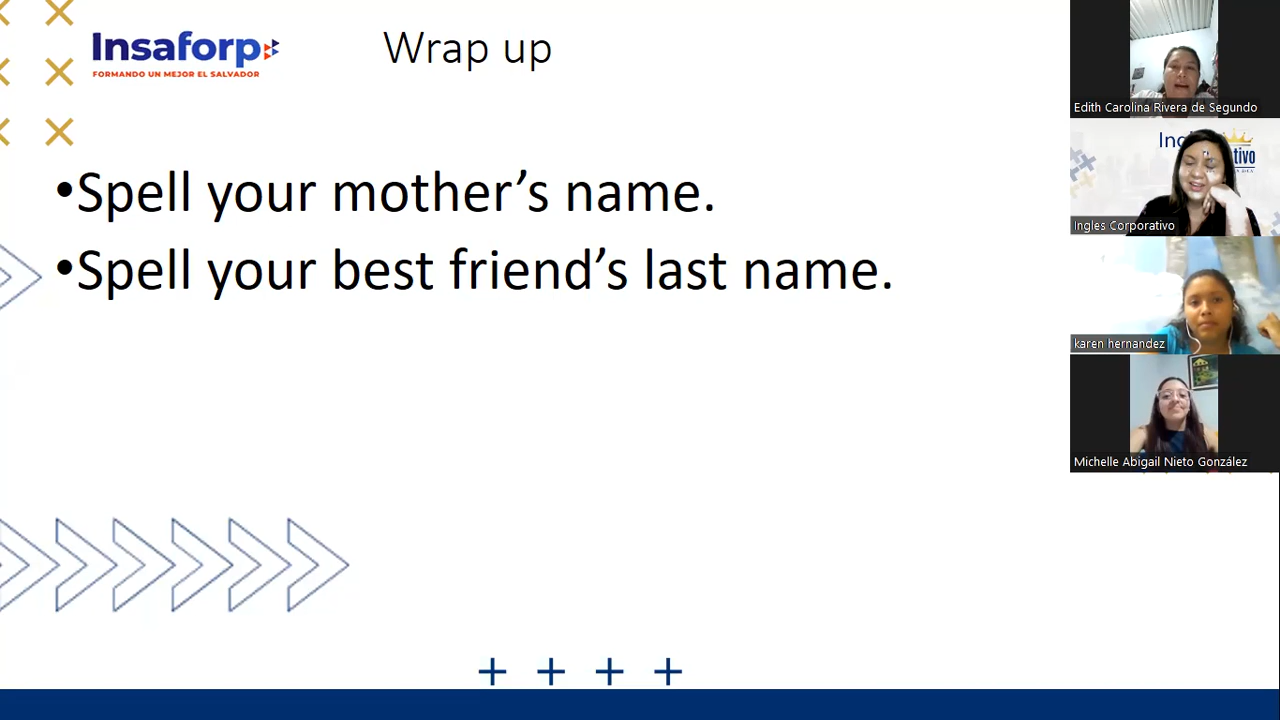 Insaforp
FORMANDO UN MEJOR EL SALVADOR
Wrap up
•Spell your mother’s name.
•Spell your best friend’s last name.
Edith Carolina Rivera de Segundo
Ingles Corporativo
karen hernandez
Michelle Abigail Nieto González